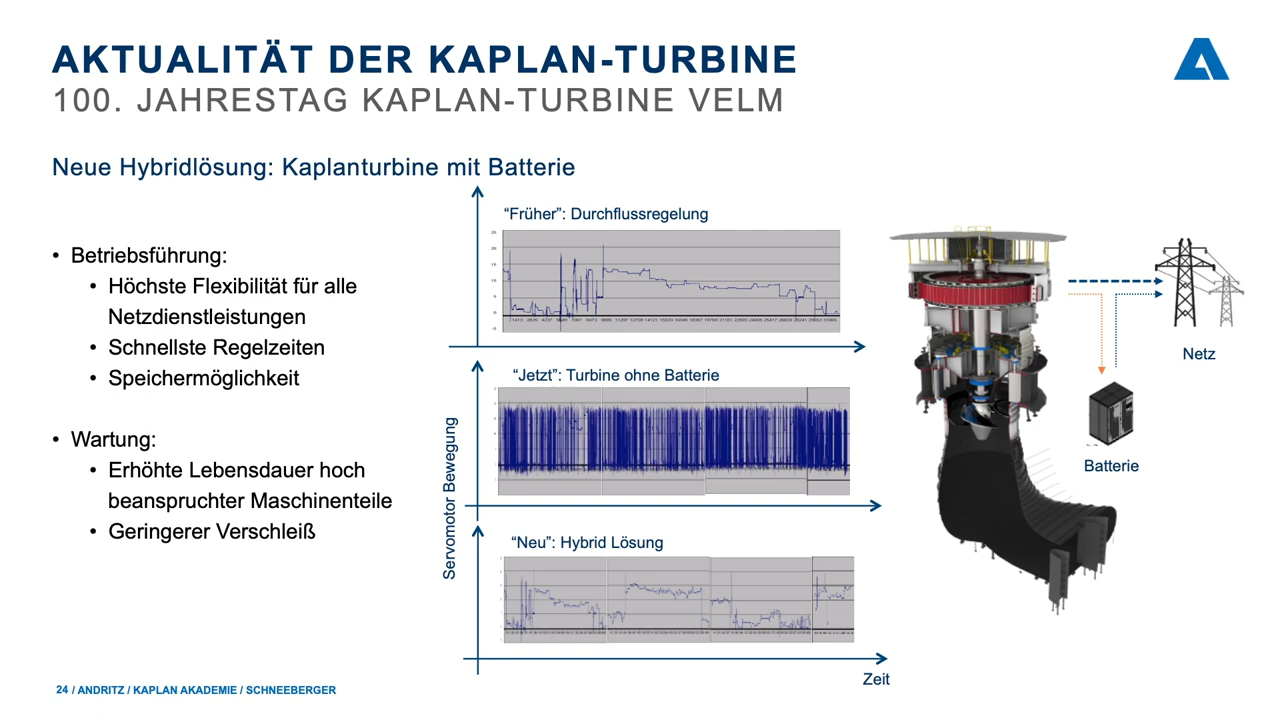 AKTUALITÄT DER KAPLAN-TURBINE
100. JAHRESTAG KAPLAN-TURBINE VELM
Neue Hybridlösung: Kaplanturbine mit Batterie
• Betriebsführung:
• Höchste Flexibilität für alle
Netzdienstleistungen
• Schnellste Regelzeiten
• Speichermöglichkeit
• Wartung:
• Erhöhte Lebensdauer hoch
beanspruchter Maschinenteile
• Geringerer Verschleiß
Servomotor Bewegung
“Früher”: Durchflussregelung
“Jetzt”: Turbine ohne Batterie
“Neu”: Hybrid Lösung
Zeit
Netz
Batterie
24 / ANDRITZ / KAPLAN AKADEMIE / SCHNEEBERGER